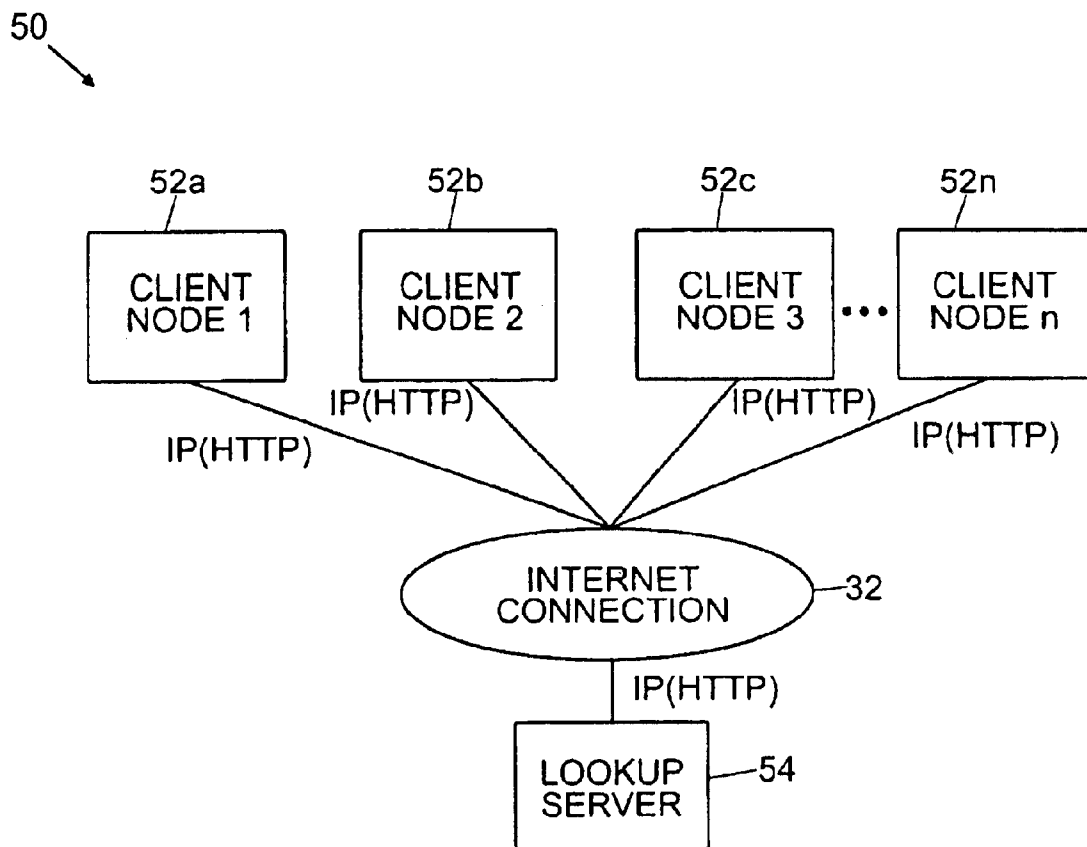 50
52a
52b
52c
52n
CLIENT
NODE 1
CLIENT
NODE 2
CLIENT
NODE 3
•••
CLIENT
NODE n
IP(HTTP)
IP(HTTP)
IP(HTTP)
IP(HTTP)
INTERNET
CONNECTION
32
IP(HTTP)
LOOKUP
SERVER
54